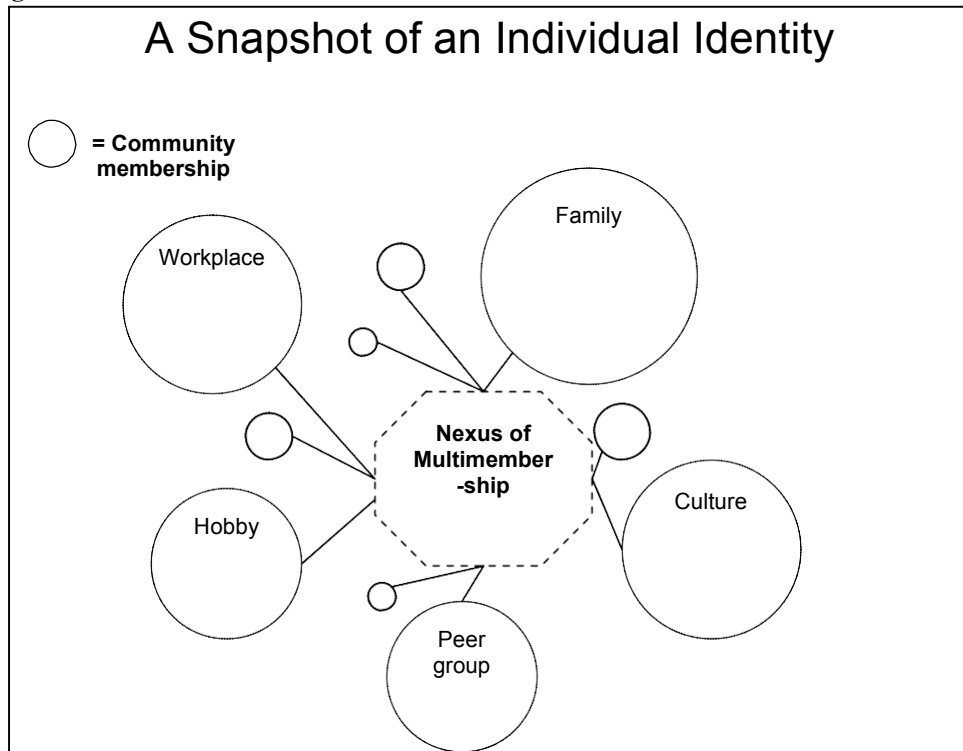 A Snapshot of an Individual Identity
= Community
membership
Family
Workplace
Nexus of
Multimember
-ship
Culture
Hobby
Peer
group